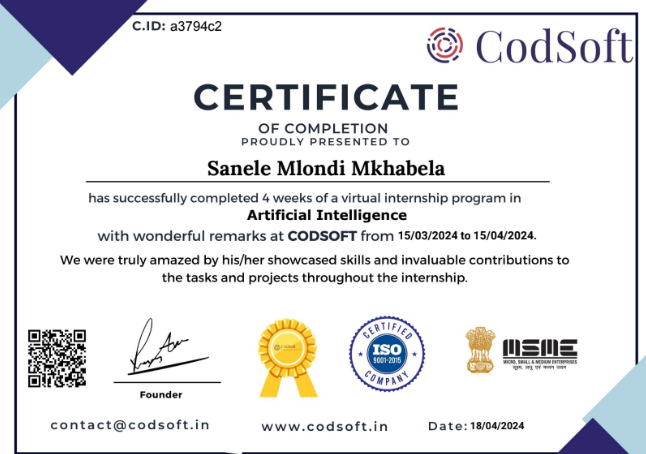 C.ID: a3794c2
CodSoft
CERTIFICATE
OF COMPLETION
PROUDLY PRESENTED TO
Sanele Mlondi Mkhabela
has successfully completed 4 weeks of a virtual internship program in
Artificial Intelligence
with wonderful remarks at CODSOFT from 15/03/2024 to 15/04/2024.
We were truly amazed by his/her showcased skills and invaluable contributions to
the tasks and projects throughout the internship.
Founder
CERTIFIED
ISO
9001-2015
COMPANY
MSME
MICRO, SMALL & MEDIUM ENTERPRISES
सूक्ष्म, लघु एवं मध्यम उद्यम
contact@codsoft.in
www.codsoft.in
Date: 18/04/2024